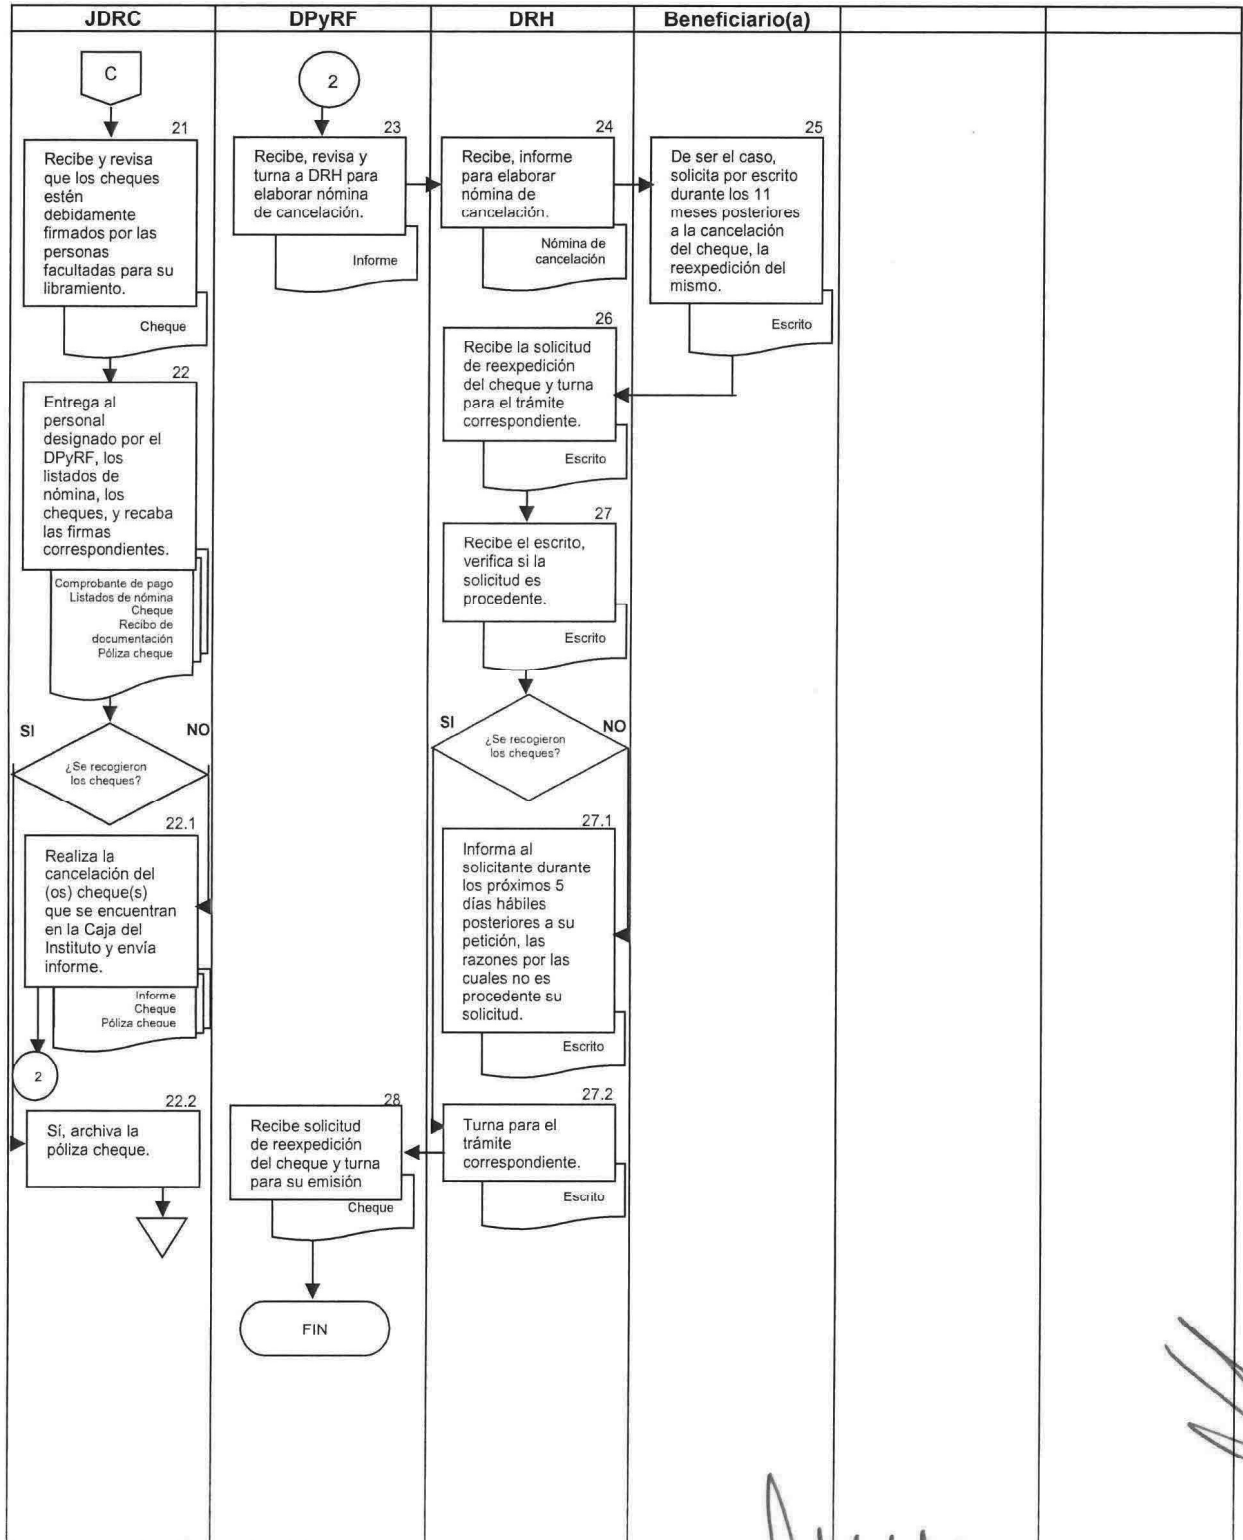 JDRC
DPyRF
DRH
Beneficiario(a)
C
21
Recibe y revisa
que los cheques
estén
debidamente
firmados por las
personas
facultadas para su
libramiento.
Cheque
22
Entrega al
personal
designado por el
DPyRF, los
listados de
nómina, los
cheques, y recaba
las firmas
correspondientes.
Comprobante de pago
Listados de nómina
Cheque
Recibo de
documentación
Póliza cheque
SI
NO
¿Se recogieron
los cheques?
22.1
Realiza la
cancelación del
(os) cheque(s)
que se encuentran
en la Caja del
Instituto y envía
informe.
Informe
Cheque
Póliza cheque
2
22.2
Sí, archiva la
póliza cheque.
2
23
Recibe, revisa y
turna a DRH para
elaborar nómina
de cancelación.
Informe
24
Recibe, informe
para elaborar
nómina de
cancelación.
Nómina de
cancelación
25
De ser el caso,
solicita por escrito
durante los 11
meses posteriores
a la cancelación
del cheque, la
reexpedición del
mismo.
Escrito
26
Recibe la solicitud
de reexpedición
del cheque y turna
para el trámite
correspondiente.
Escrito
27
Recibe el escrito,
verifica si la
solicitud es
procedente.
Escrito
SI
NO
¿Se recogieron
los cheques?
27.1
Informa al
solicitante durante
los próximos 5
días hábiles
posteriores a su
petición, las
razones por las
cuales no es
procedente su
solicitud.
Escrito
27.2
Turna para el
trámite
correspondiente.
Escrito
28
Recibe solicitud
de reexpedición
del cheque y turna
para su emisión
Cheque
FIN